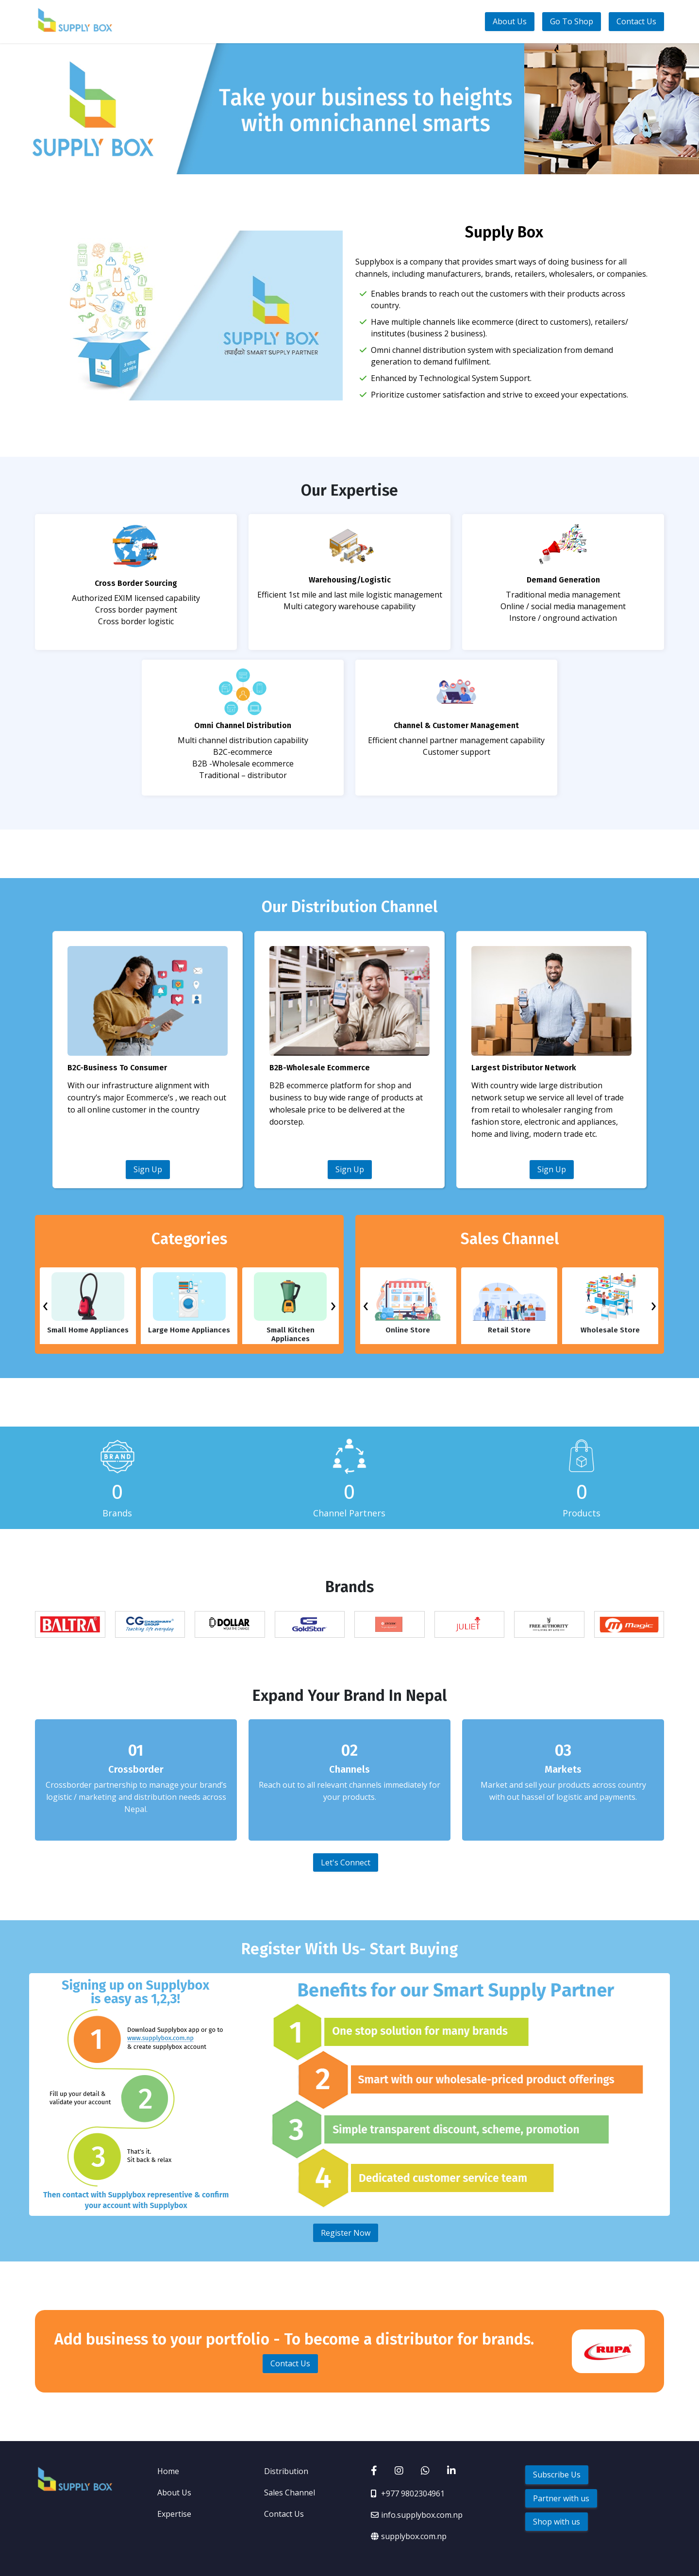 SUPPLY BOX
About Us
Go To Shop
Contact Us
SUPPLY BOX
Take your business to heights
with omnichannel smarts
SUPPLY BOX
तपाईंको SMART SUPPLY PARTNER
Supply Box
Supplybox is a company that provides smart ways of doing business for all
channels, including manufacturers, brands, retailers, wholesalers, or companies.
Enables brands to reach out the customers with their products across
country.
Have multiple channels like ecommerce (direct to customers), retailers/
institutes (business 2 business).
Omni channel distribution system with specialization from demand
generation to demand fulfilment.
Enhanced by Technological System Support.
Prioritize customer satisfaction and strive to exceed your expectations.
Our Expertise
Cross Border Sourcing
Authorized EXIM licensed capability
Cross border payment
Cross border logistic
Warehousing/Logistic
Efficient 1st mile and last mile logistic management
Multi category warehouse capability
Demand Generation
Traditional media management
Online / social media management
Instore / onground activation
Omni Channel Distribution
Multi channel distribution capability
B2C-ecommerce
B2B -Wholesale ecommerce
Traditional – distributor
Channel & Customer Management
Efficient channel partner management capability
Customer support
Our Distribution Channel
B2C-Business To Consumer
With our infrastructure alignment with
country's major Ecommerce's , we reach out
to all online customer in the country
Sign Up
B2B-Wholesale Ecommerce
B2B ecommerce platform for shop and
business to buy wide range of products at
wholesale price to be delivered at the
doorstep.
Sign Up
Largest Distributor Network
With country wide large distribution
network setup we service all level of trade
from retail to wholesaler ranging from
fashion store, electronic and appliances,
home and living, modern trade etc.
Sign Up
Categories
Small Home Appliances
Large Home Appliances
Small Kitchen
Appliances
Sales Channel
Online Store
Retail Store
Wholesale Store
BRAND
0
Brands
0
Channel Partners
0
Products
Brands
BALTRA
CG
Touching life everyday
DOLLAR
WEAR THE CHANGE
G
GoldStar
JULIET
FREE AUTHORITY
Magic
Expand Your Brand In Nepal
01
Crossborder
Crossborder partnership to manage your brand's
logistic / marketing and distribution needs across
Nepal.
02
Channels
Reach out to all relevant channels immediately for
your products.
03
Markets
Market and sell your products across country
with out hassel of logistic and payments.
Let's Connect
Register With Us- Start Buying
Signing up on Supplybox
is easy as 1,2,3!
1
Download Supplybox app or go to
www.supplybox.com.np
& create supplybox account
Fill up your detail &
validate your account
2
3
That's it.
Sit back & relax
Then contact with Supplybox representive & confirm
your account with Supplybox
Benefits for our Smart Supply Partner
1
One stop solution for many brands
2
Smart with our wholesale-priced product offerings
3
Simple transparent discount, scheme, promotion
4
Dedicated customer service team
Register Now
Add business to your portfolio - To become a distributor for brands.
Contact Us
RUPA
SUPPLY BOX
Home
About Us
Expertise
Distribution
Sales Channel
Contact Us
+977 9802304961
info.supplybox.com.np
supplybox.com.np
Subscribe Us
Partner with us
Shop with us